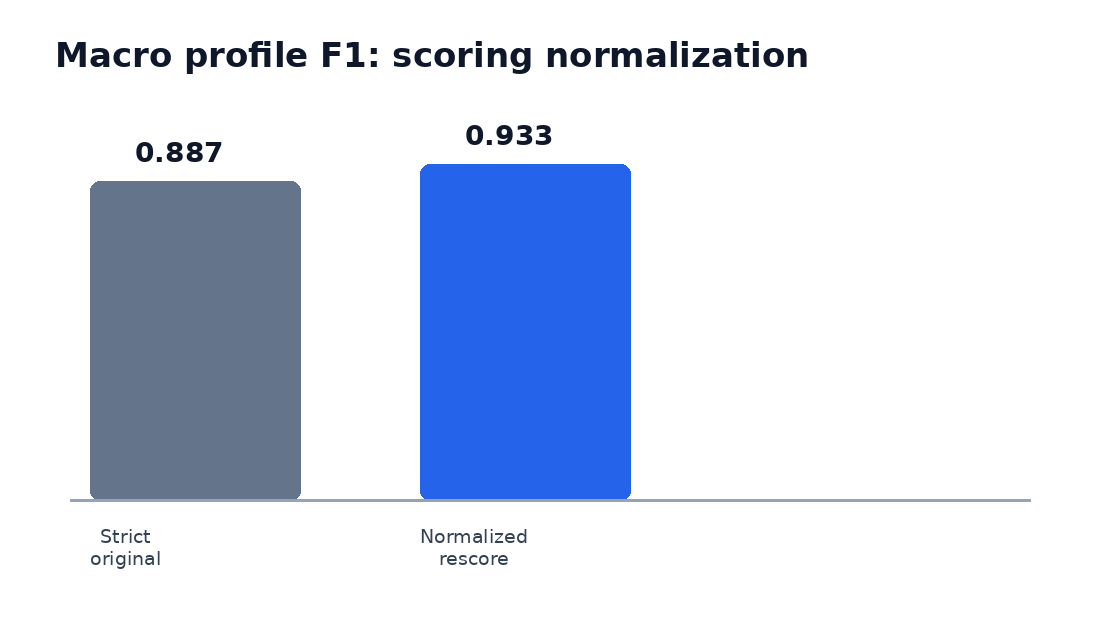 Macro profile F1: scoring normalization
0.887
0.933
Strict
original
Normalized
rescore